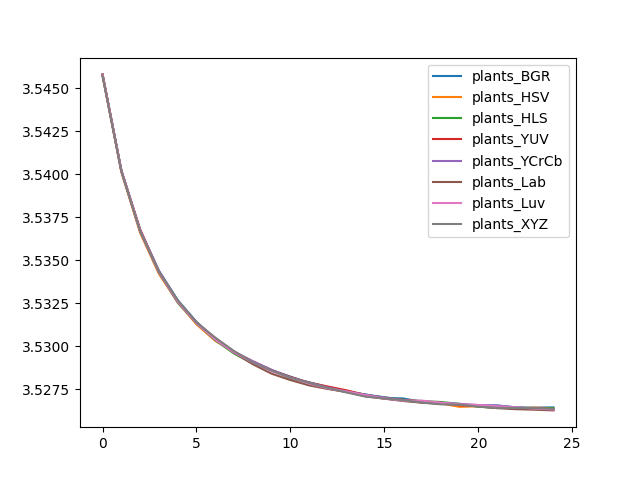 3.5450
3.5425
3.5400
3.5375
3.5350
3.5325
3.5300
3.5275
0
5
10
15
20
25
plants_BGR
plants_HSV
plants_HLS
plants_YUV
plants_YCrCb
plants_Lab
plants_Luv
plants_XYZ